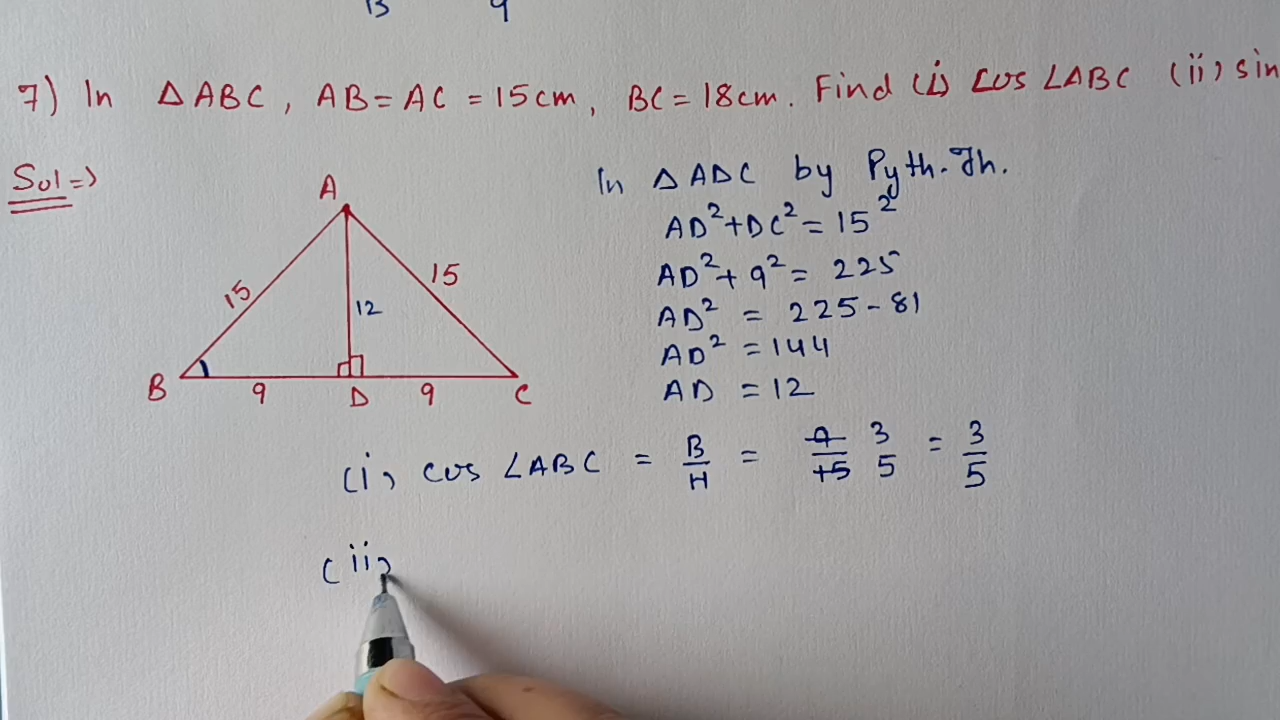 B 9
7) In △ABC, AB = AC = 15cm, BC = 18cm. Find (i) cos ∠ABC (ii) sin
Sol =>
A
15
15
12
B 9 D 9 C
In △ADC by Pyth. Th.
AD² + DC² = 15²
AD² + 9² = 225
AD² = 225 - 81
AD² = 144
AD = 12
(i) cos ∠ABC = B/H = 9/15 3/5 = 3/5
(ii)